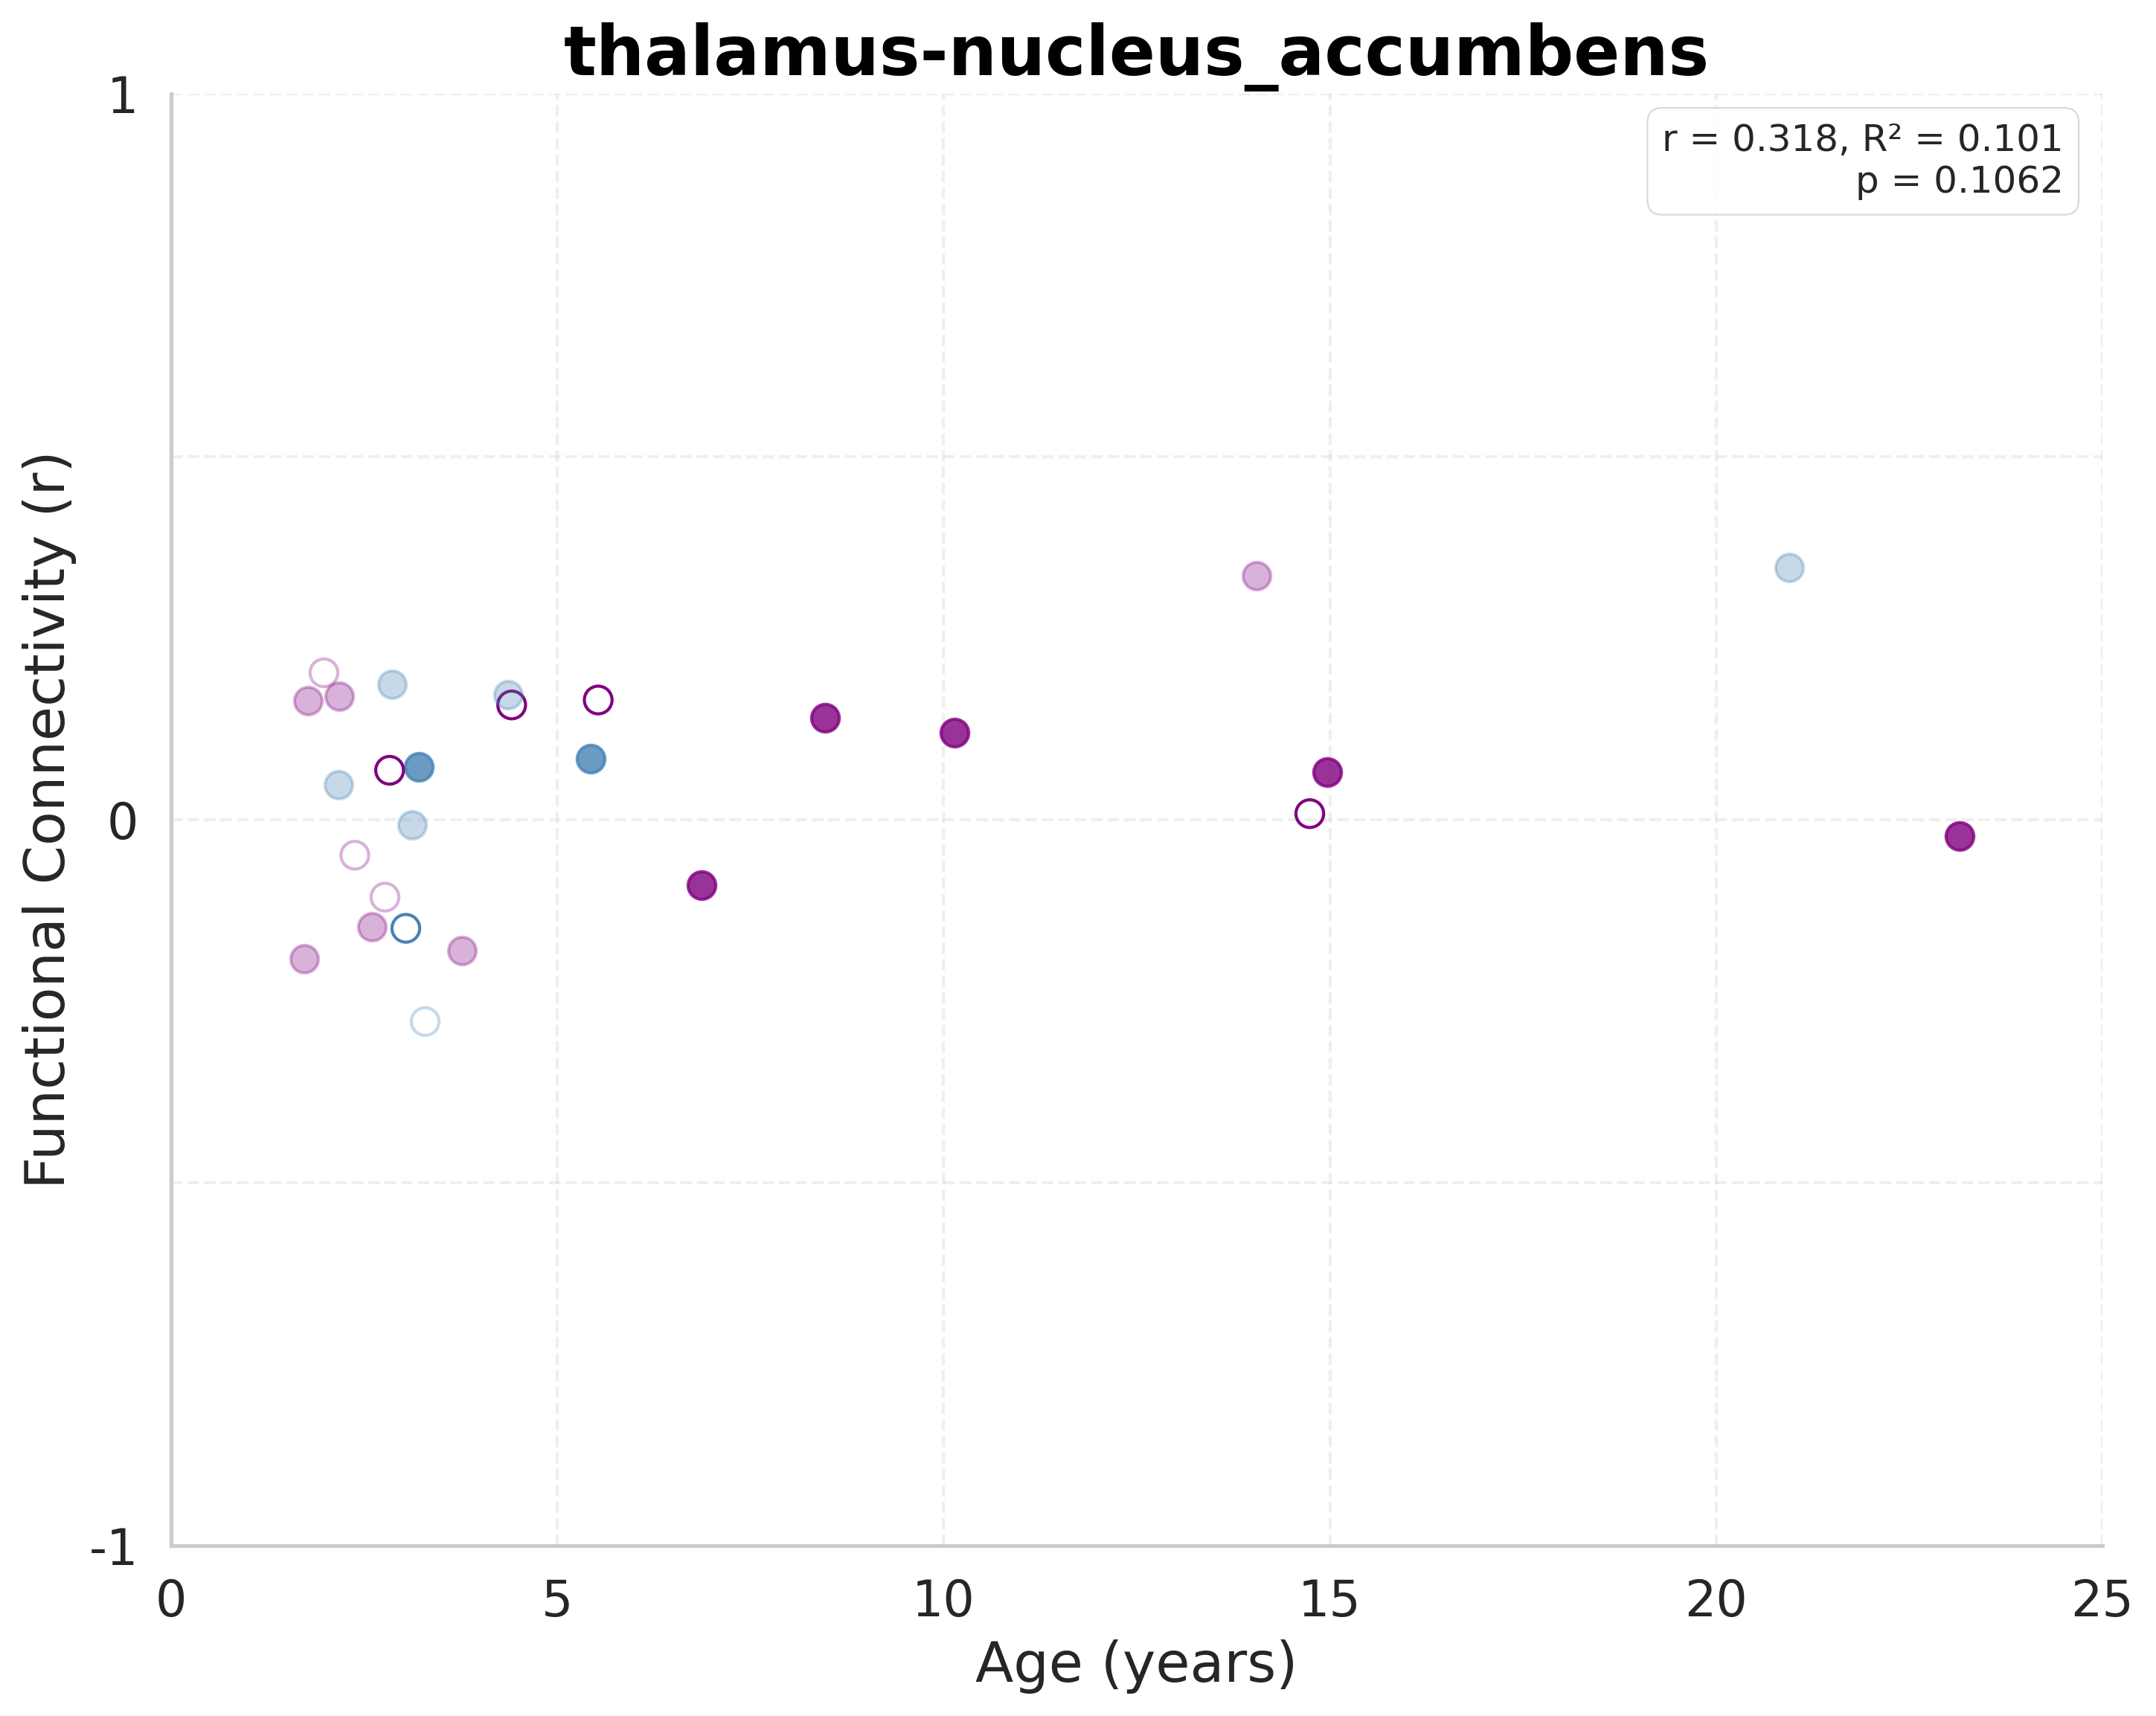 thalamus-nucleus_accumbens
r = 0.318, R² = 0.101
p = 0.1062
Functional Connectivity (r)
1
0
-1
0 5 10 15 20 25
Age (years)